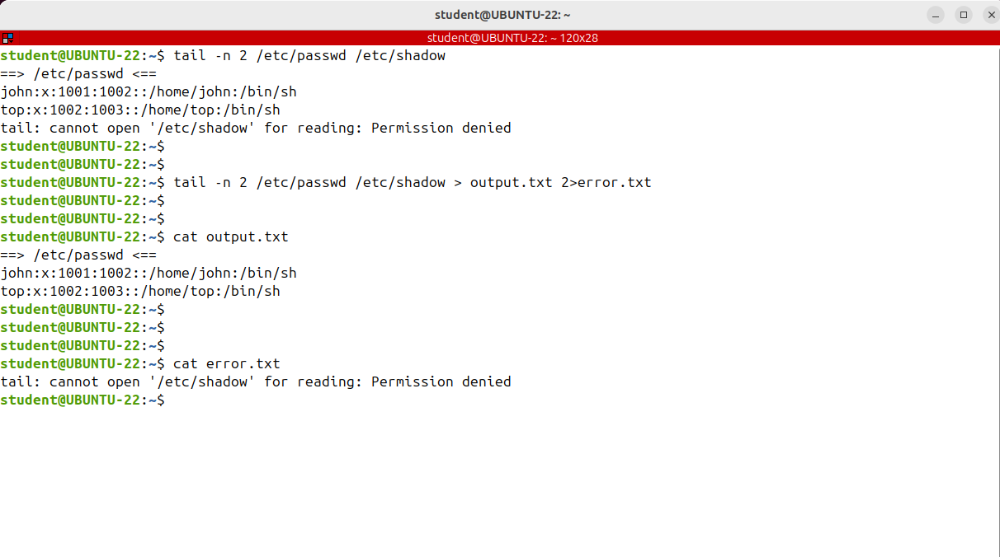 student@UBUNTU-22: ~
student@UBUNTU-22: ~ 120x28
student@UBUNTU-22:~$ tail -n 2 /etc/passwd /etc/shadow
==> /etc/passwd <==
john:x:1001:1002::/home/john:/bin/sh
top:x:1002:1003::/home/top:/bin/sh
tail: cannot open '/etc/shadow' for reading: Permission denied
student@UBUNTU-22:~$
student@UBUNTU-22:~$
student@UBUNTU-22:~$ tail -n 2 /etc/passwd /etc/shadow > output.txt 2>error.txt
student@UBUNTU-22:~$
student@UBUNTU-22:~$
student@UBUNTU-22:~$ cat output.txt
==> /etc/passwd <==
john:x:1001:1002::/home/john:/bin/sh
top:x:1002:1003::/home/top:/bin/sh
student@UBUNTU-22:~$
student@UBUNTU-22:~$
student@UBUNTU-22:~$
student@UBUNTU-22:~$ cat error.txt
tail: cannot open '/etc/shadow' for reading: Permission denied
student@UBUNTU-22:~$